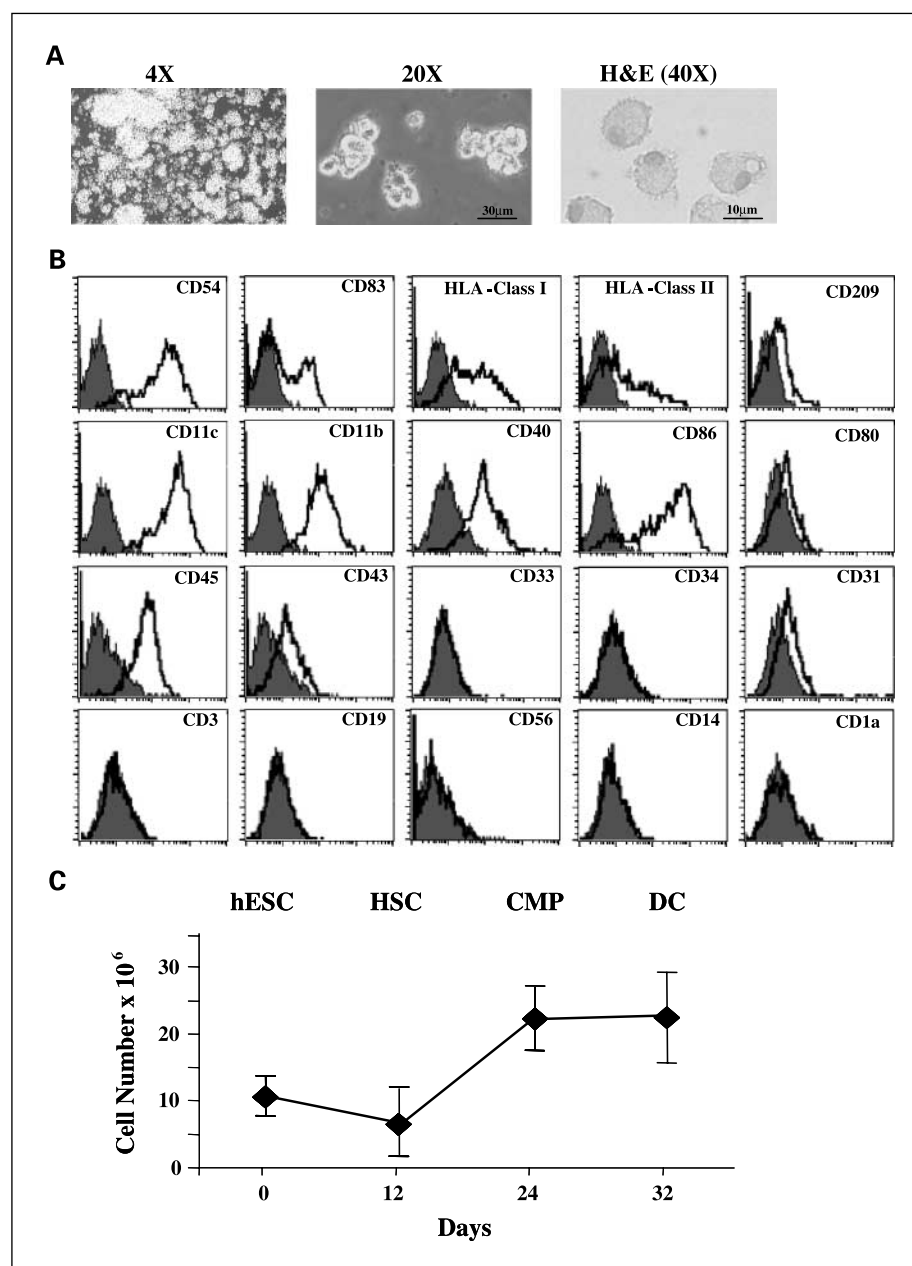 A
4X 20X H&E (40X)
30μm 10μm
B
CD54 CD83 HLA -Class I HLA -Class II CD209
CD11c CD11b CD40 CD86 CD80
CD45 CD43 CD33 CD34 CD31
CD3 CD19 CD56 CD14 CD1a
C
hESC HSC CMP DC
Cell Number x 10⁶
30
20
10
0
0 12 24 32
Days